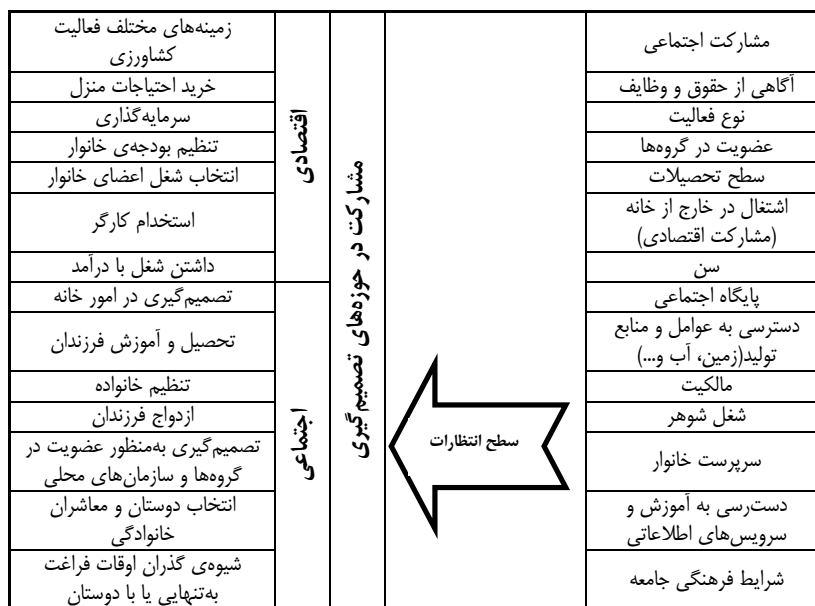 مشارکت اجتماعی
آگاهی از حقوق و وظایف
نوع فعالیت
عضویت در گروه‌ها
سطح تحصیلات
اشتغال در خارج از خانه
(مشارکت اقتصادی)
سن
پایگاه اجتماعی
دسترسی به عوامل و منابع
تولید(زمین، آب و...)
مالکیت
شغل شوهر
سرپرست خانوار
دست‌رسی به آموزش و
سرویس‌های اطلاعاتی
شرایط فرهنگی جامعه
سطح انتظارات
مشارکت در حوزه‌های تصمیم‌گیری
اقتصادی
زمینه‌های مختلف فعالیت
کشاورزی
خرید احتیاجات منزل
سرمایه‌گذاری
تنظیم بودجه‌ی خانوار
انتخاب شغل اعضای خانوار
استخدام کارگر
داشتن شغل با درآمد
اجتماعی
تصمیم‌گیری در امور خانه
تحصیل و آموزش فرزندان
تنظیم خانواده
ازدواج فرزندان
تصمیم‌گیری به‌منظور عضویت در
گروه‌ها و سازمان‌های محلی
انتخاب دوستان و معاشران
خانوادگی
شیوه‌ی گذران اوقات فراغت
به‌تنهایی یا با دوستان